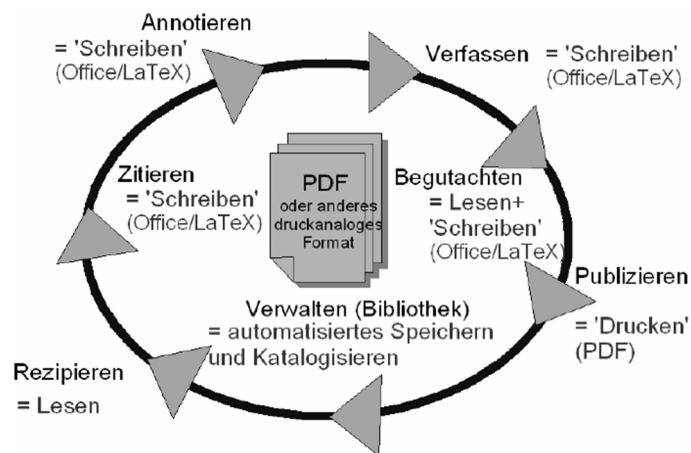 Annotieren
= 'Schreiben'
(Office/LaTeX)
Verfassen = 'Schreiben'
(Office/LaTeX)
Zitieren
= 'Schreiben'
(Office/LaTeX)
PDF
oder anderes
druckanaloges
Format
Begutachten
= Lesen+
'Schreiben'
(Office/LaTeX)
Publizieren
= 'Drucken'
(PDF)
Verwalten (Bibliothek)
= automatisiertes Speichern
und Katalogisieren
Rezipieren
= Lesen